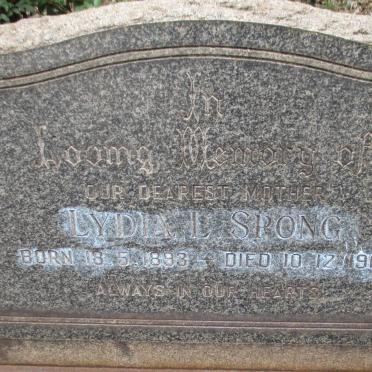 In
Loving Memory of
OUR DEAREST MOTHER
LYDIA L. SPONG
BORN 18.5.1893 – DIED 10.12.
ALWAYS IN OUR HEARTS